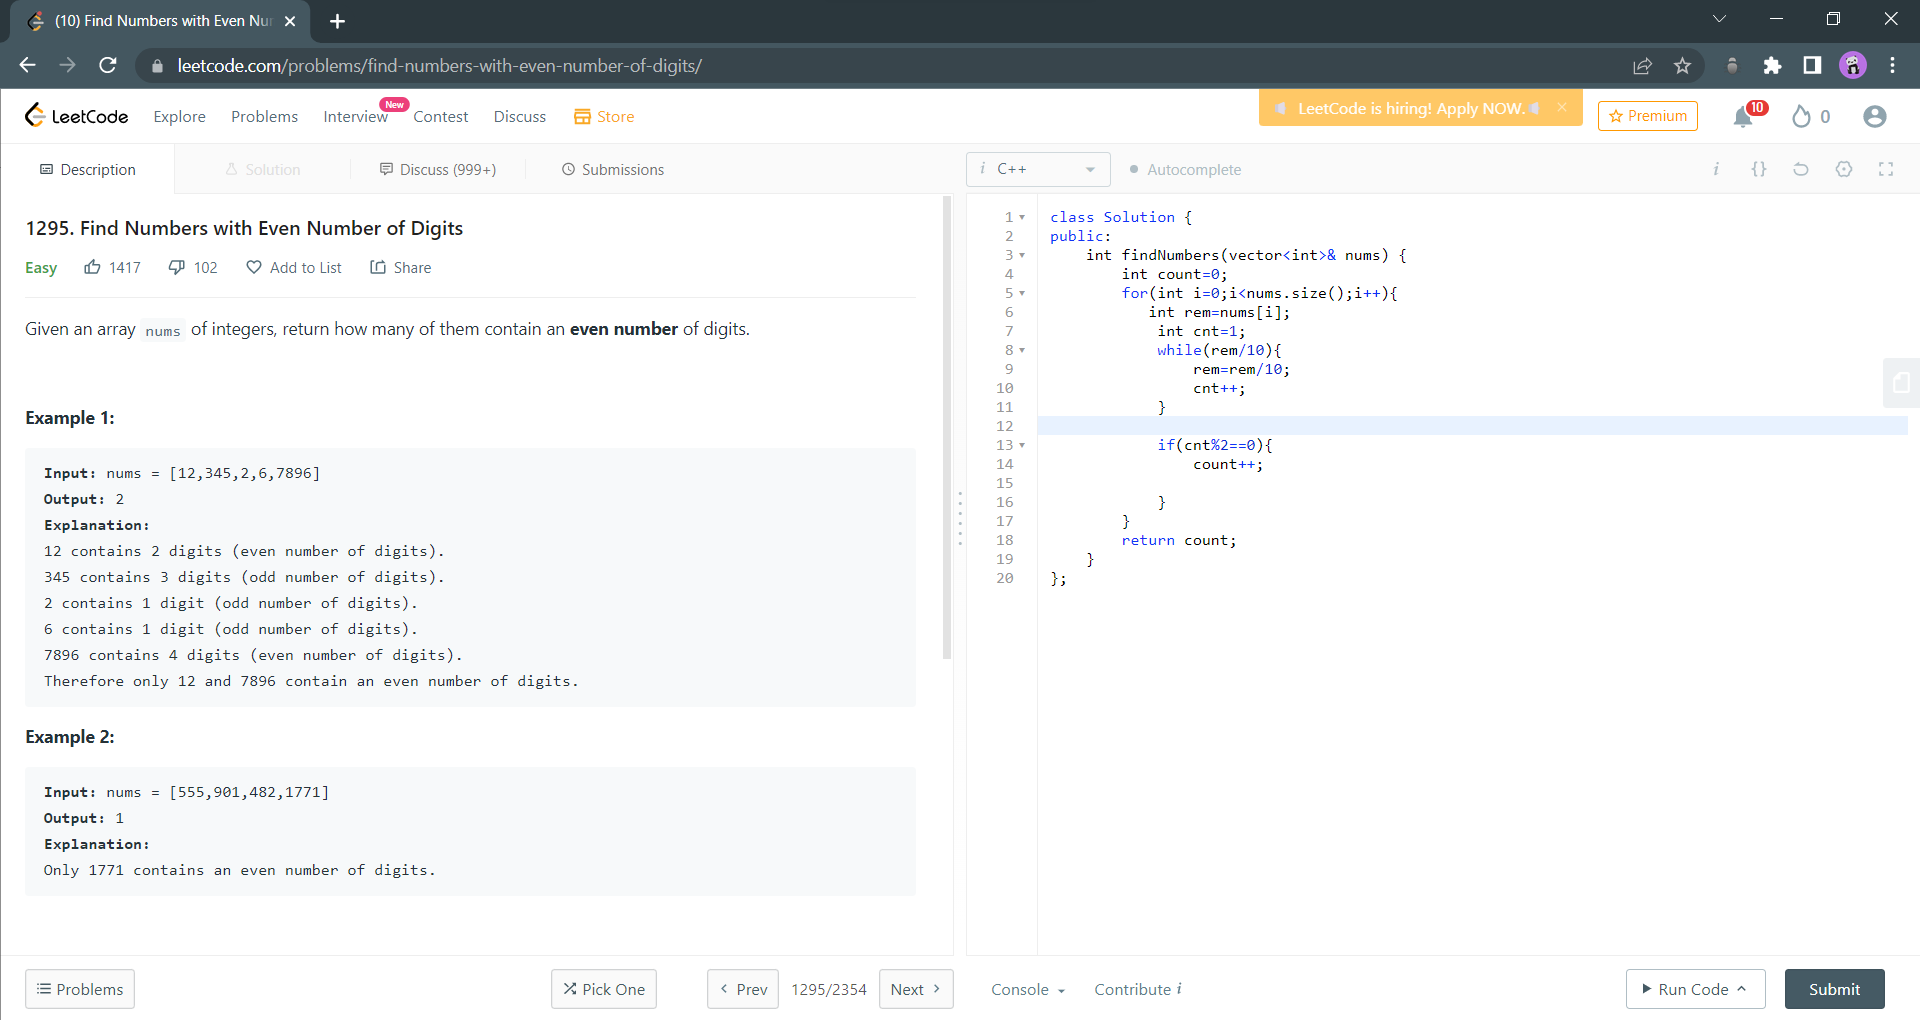 (10) Find Numbers with Even Nu
leetcode.com/problems/find-numbers-with-even-number-of-digits/
LeetCode Explore Problems Interview New Contest Discuss Store
LeetCode is hiring! Apply NOW.
Premium 10 0
Description Solution Discuss (999+) Submissions
i C++ Autocomplete
1295. Find Numbers with Even Number of Digits
Easy 1417 102 Add to List Share
Given an array nums of integers, return how many of them contain an even number of digits.
Example 1:
Input: nums = [12,345,2,6,7896]
Output: 2
Explanation:
12 contains 2 digits (even number of digits).
345 contains 3 digits (odd number of digits).
2 contains 1 digit (odd number of digits).
6 contains 1 digit (odd number of digits).
7896 contains 4 digits (even number of digits).
Therefore only 12 and 7896 contain an even number of digits.
Example 2:
Input: nums = [555,901,482,1771]
Output: 1
Explanation:
Only 1771 contains an even number of digits.
1 class Solution {
2 public:
3 int findNumbers(vector<int>& nums) {
4 int count=0;
5 for(int i=0;i<nums.size();i++){
6 int rem=nums[i];
7 int cnt=1;
8 while(rem/10){
9 rem=rem/10;
10 cnt++;
11 }
12
13 if(cnt%2==0){
14 count++;
15
16 }
17 }
18 return count;
19 }
20 };
Problems Pick One Prev 1295/2354 Next Console Contribute i Run Code Submit